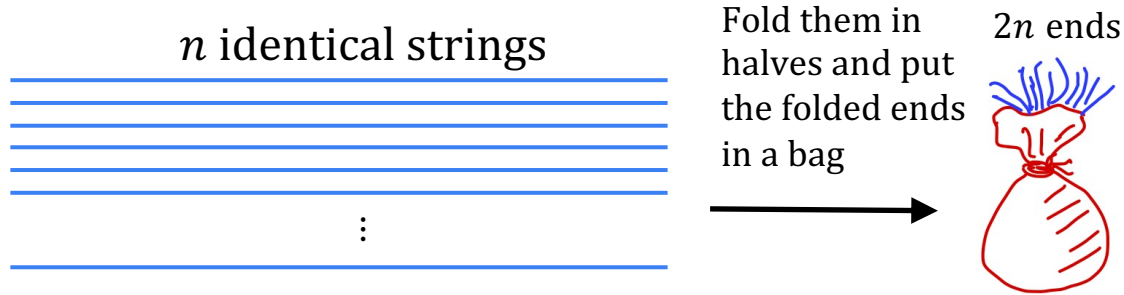 n identical strings
⋮
Fold them in
halves and put
the folded ends
in a bag
2n ends